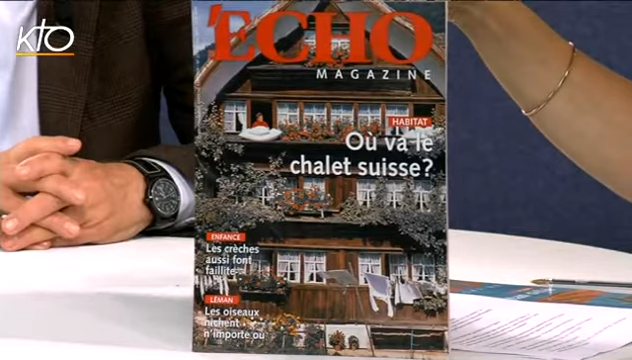 kto
'ECHO
MAGAZINE
HABITAT
Où va le
chalet suisse?
ENFANCE
Les crèches
aussi font
faillite
LÉMAN
Les oiseaux
nichent
n'importe où